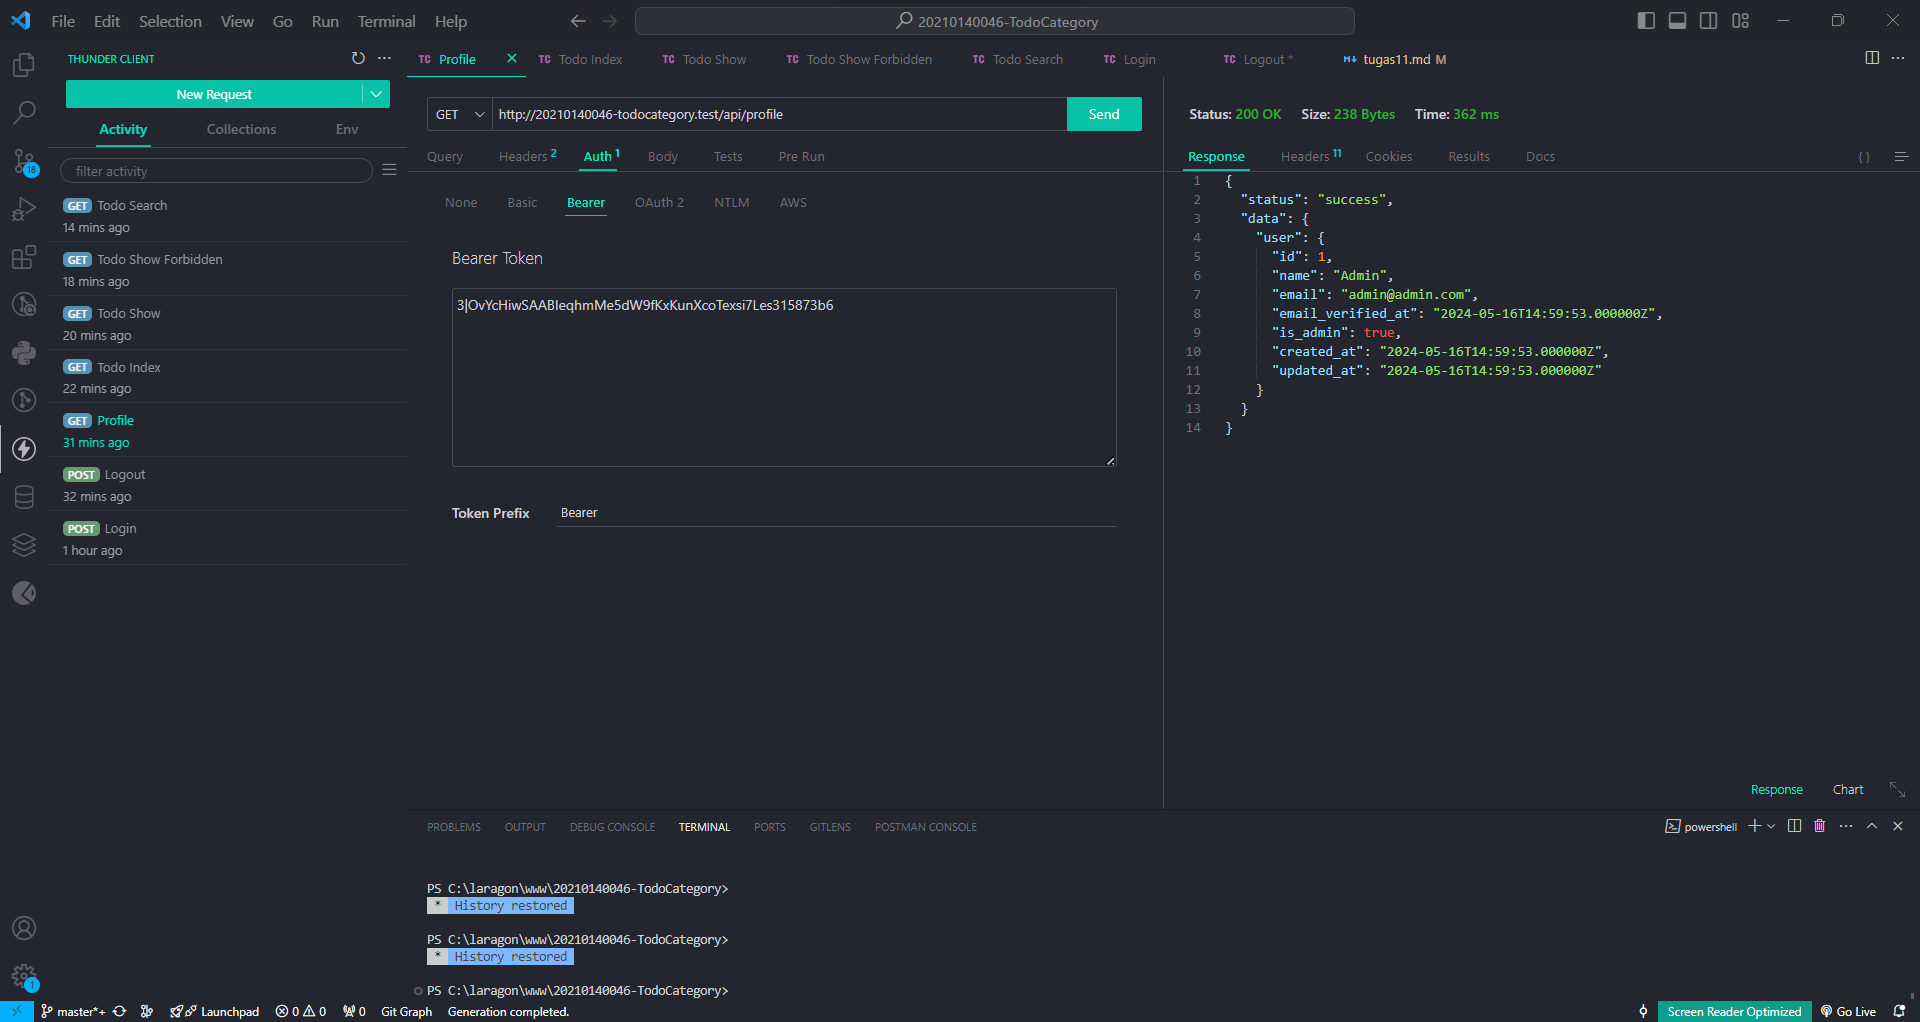 File Edit Selection View Go Run Terminal Help
20210140046-TodoCategory
THUNDER CLIENT
New Request
Activity Collections Env
filter activity
GET Todo Search
14 mins ago
GET Todo Show Forbidden
18 mins ago
GET Todo Show
20 mins ago
GET Todo Index
22 mins ago
GET Profile
31 mins ago
POST Logout
32 mins ago
POST Login
1 hour ago
18
1
TC Profile TC Todo Index TC Todo Show TC Todo Show Forbidden TC Todo Search TC Login TC Logout * M↓ tugas11.md M
GET http://20210140046-todocategory.test/api/profile Send
Query Headers 2 Auth 1 Body Tests Pre Run
None Basic Bearer OAuth 2 NTLM AWS
Bearer Token
3|OvYcHiwSAABIeqhmMe5dW9fKxKunXcoTexsi7Les315873b6
Token Prefix Bearer
Status: 200 OK Size: 238 Bytes Time: 362 ms
Response Headers 11 Cookies Results Docs { }
1 {
2 "status": "success",
3 "data": {
4 "user": {
5 "id": 1,
6 "name": "Admin",
7 "email": "admin@admin.com",
8 "email_verified_at": "2024-05-16T14:59:53.000000Z",
9 "is_admin": true,
10 "created_at": "2024-05-16T14:59:53.000000Z",
11 "updated_at": "2024-05-16T14:59:53.000000Z"
12 }
13 }
14 }
Response Chart
PROBLEMS OUTPUT DEBUG CONSOLE TERMINAL PORTS GITLENS POSTMAN CONSOLE
powershell
PS C:\laragon\www\20210140046-TodoCategory>
* History restored
PS C:\laragon\www\20210140046-TodoCategory>
* History restored
PS C:\laragon\www\20210140046-TodoCategory>
master*+ Launchpad 0 0 0 Git Graph Generation completed. Screen Reader Optimized Go Live